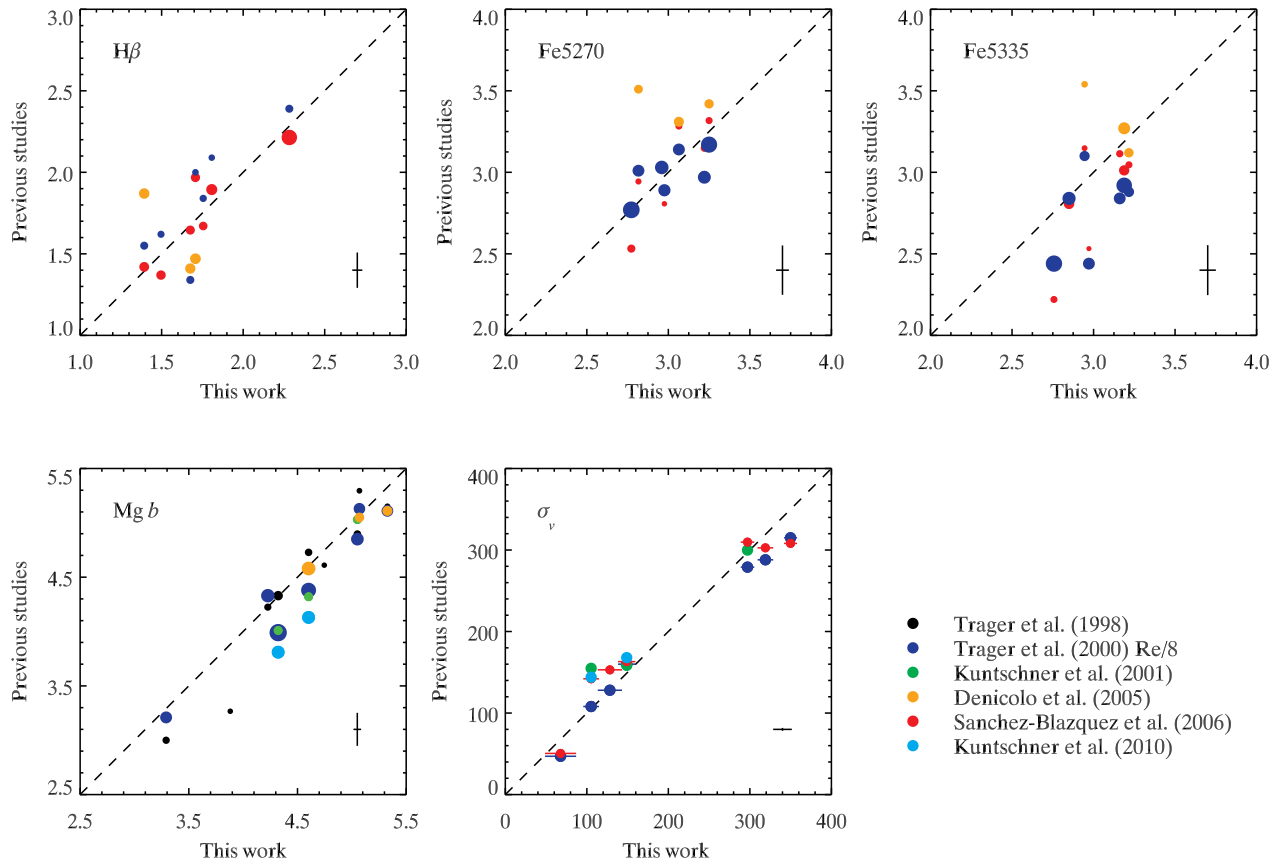 Hβ
3.0
2.5
2.0
1.5
1.0
Previous studies
1.0 1.5 2.0 2.5 3.0
This work
Fe5270
4.0
3.5
3.0
2.5
2.0
Previous studies
2.0 2.5 3.0 3.5 4.0
This work
Fe5335
4.0
3.5
3.0
2.5
2.0
Previous studies
2.0 2.5 3.0 3.5 4.0
This work
Mg b
5.5
4.5
3.5
2.5
Previous studies
2.5 3.5 4.5 5.5
This work
σv
400
300
200
100
0
Previous studies
0 100 200 300 400
This work
Trager et al. (1998)
Trager et al. (2000) Re/8
Kuntschner et al. (2001)
Denicolo et al. (2005)
Sanchez-Blazquez et al. (2006)
Kuntschner et al. (2010)